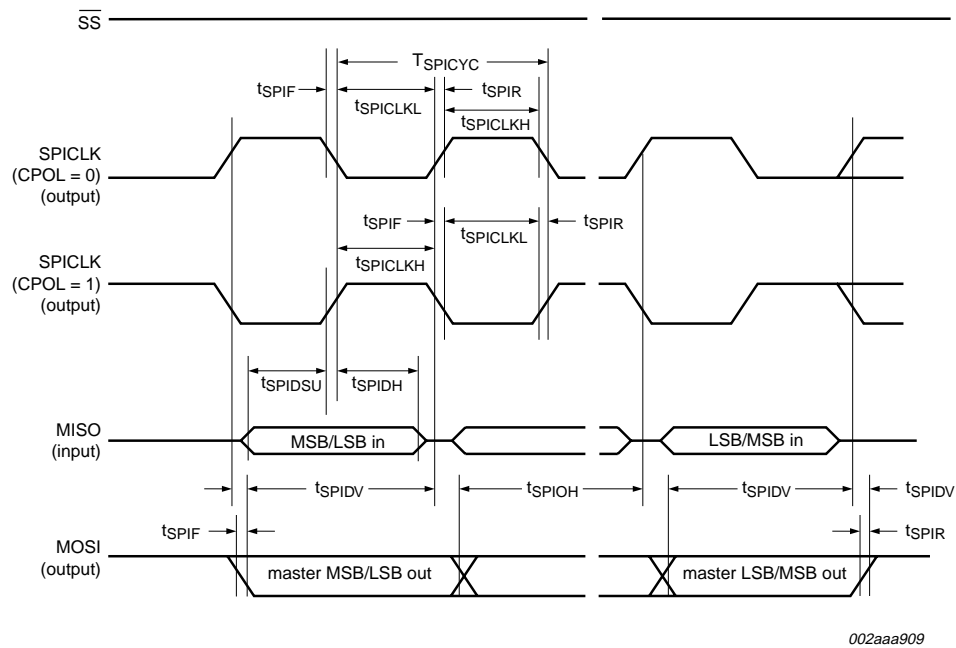 SS
TSPICYC
tSPIF
tSPICLKL
tSPIR
tSPICLKH
SPICLK
(CPOL = 0)
(output)
tSPIF
tSPICLKL
tSPIR
tSPICLKH
SPICLK
(CPOL = 1)
(output)
tSPIDSU
tSPIDH
MISO
(input)
MSB/LSB in
LSB/MSB in
tSPIDV
tSPIOH
tSPIDV
tSPIDV
tSPIF
tSPIR
MOSI
(output)
master MSB/LSB out
master LSB/MSB out
002aaa909